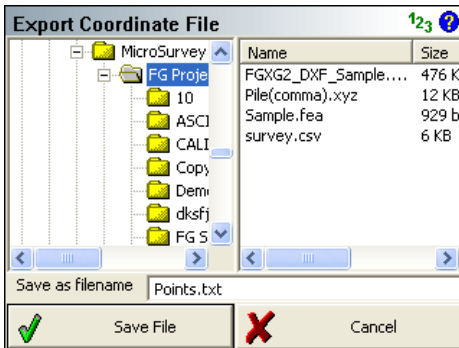 Export Coordinate File
123 ?
MicroSurvey
FG Proje
10
ASCI
CALI
Copy
Demo
dksfj
FG S
Name Size
FGXG2_DXF_Sample.... 476 K
Pile(comma).xyz 12 KB
Sample.fea 929 b
survey.csv 6 KB
Save as filename Points.txt
Save File Cancel